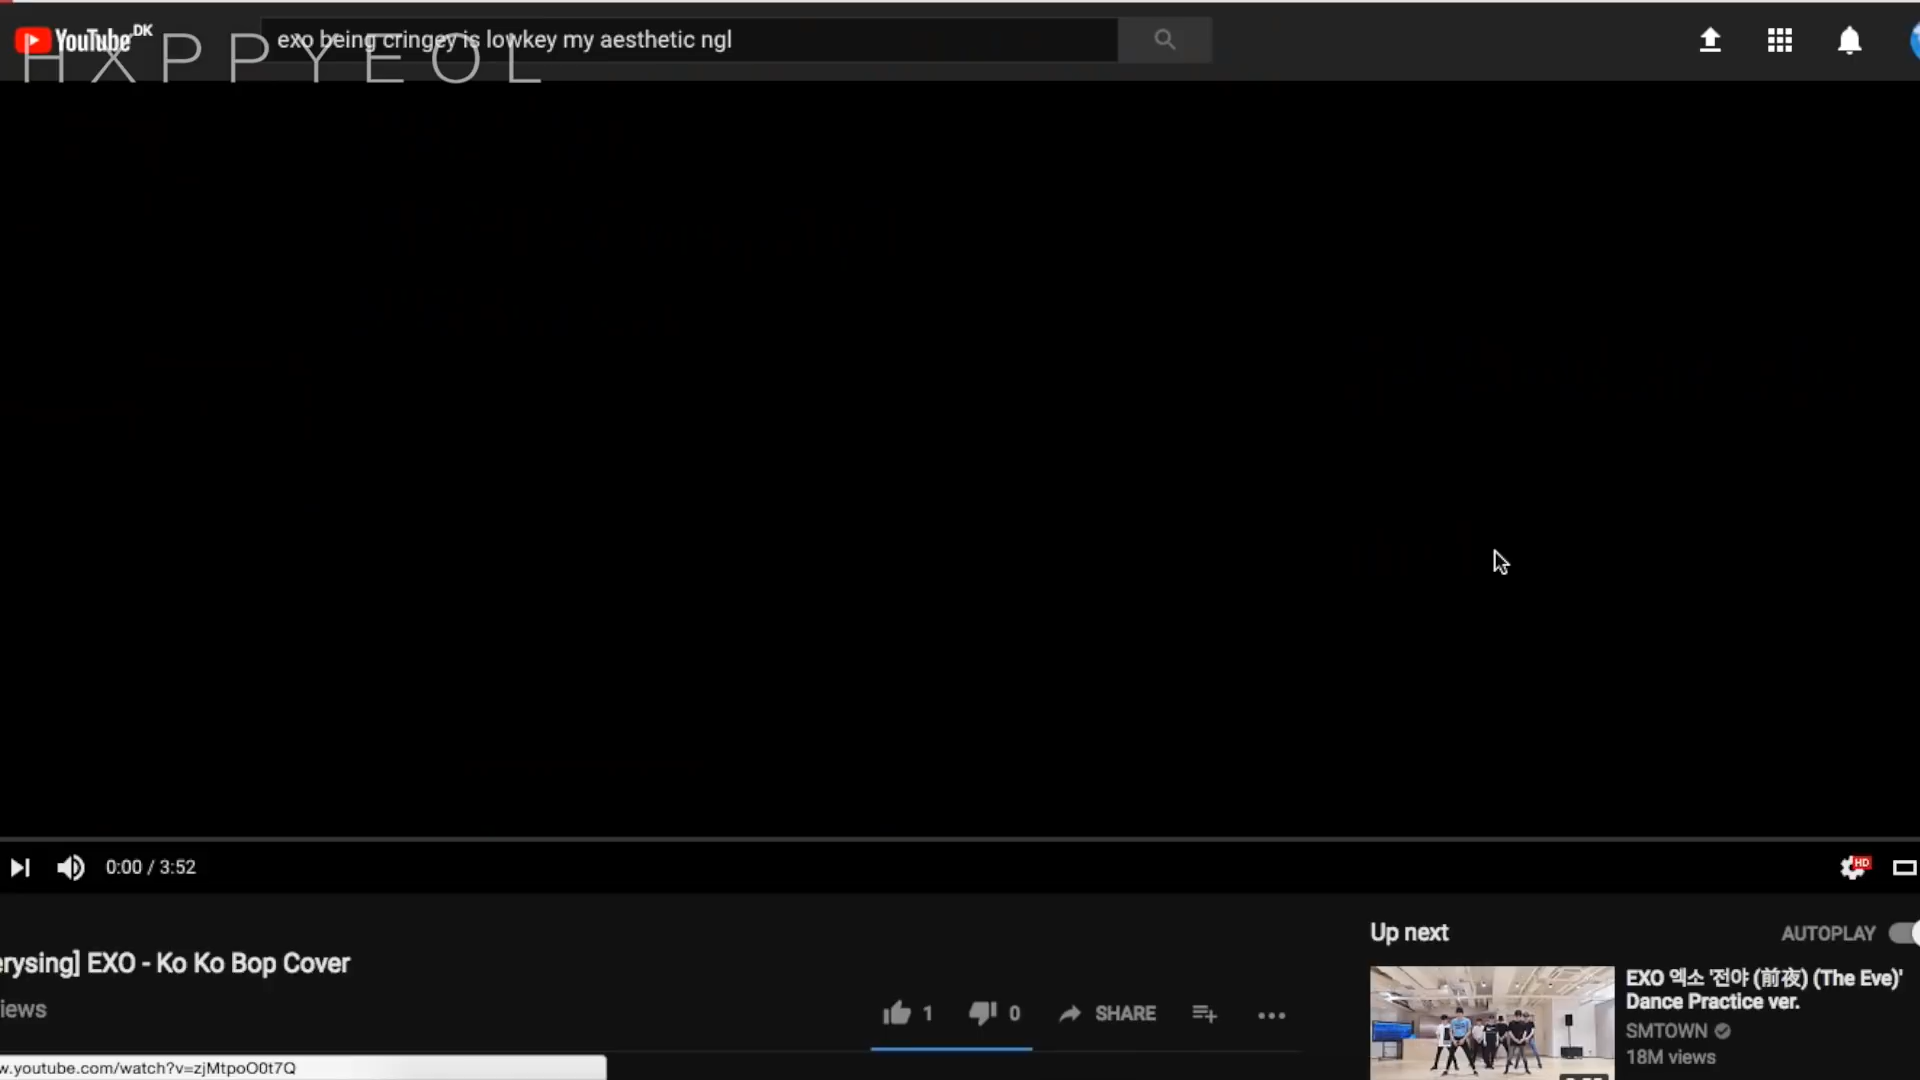 YouTube DK
exo being cringey is lowkey my aesthetic ngl
HXPPYEOL
0:00 / 3:52
HD
erysing] EXO - Ko Ko Bop Cover
iews
1
0
SHARE
Up next
AUTOPLAY
EXO 엑소 '전야 (前夜) (The Eve)'
Dance Practice ver.
SMTOWN
18M views
w.youtube.com/watch?v=zjMtpoO0t7Q